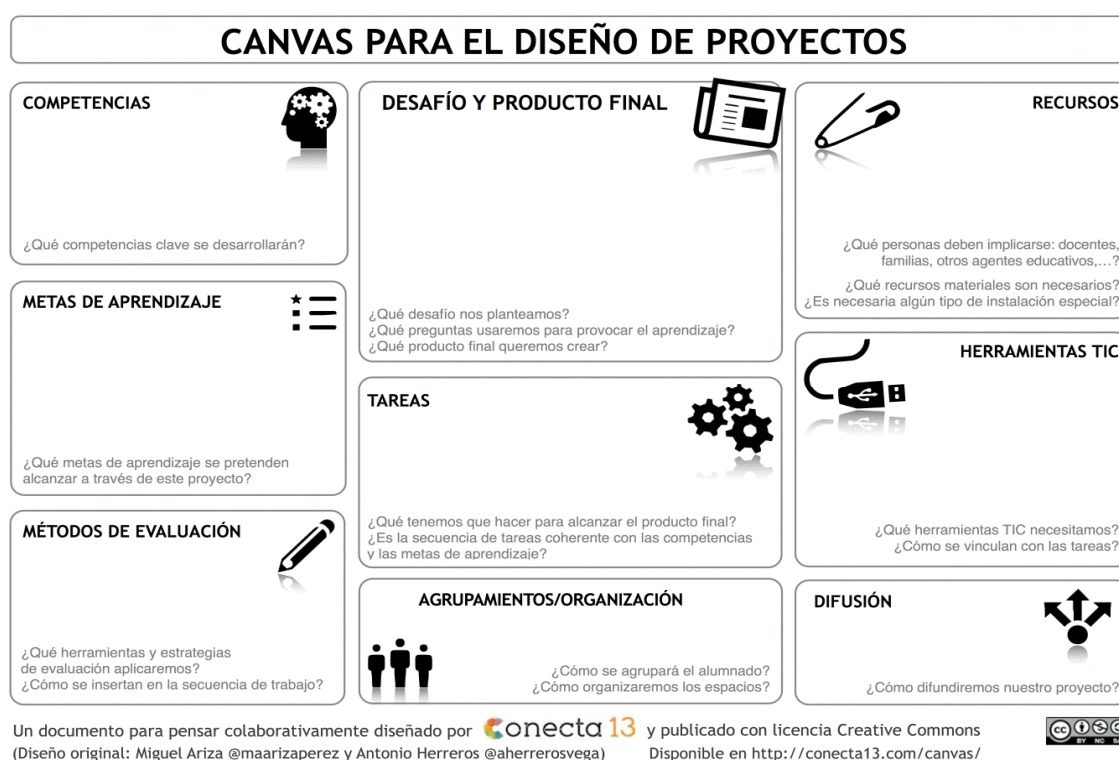 CANVAS PARA EL DISEÑO DE PROYECTOS
COMPETENCIAS
¿Qué competencias clave se desarrollarán?
METAS DE APRENDIZAJE
¿Qué metas de aprendizaje se pretenden
alcanzar a través de este proyecto?
MÉTODOS DE EVALUACIÓN
¿Qué herramientas y estrategias
de evaluación aplicaremos?
¿Cómo se insertan en la secuencia de trabajo?
DESAFÍO Y PRODUCTO FINAL
¿Qué desafío nos planteamos?
¿Qué preguntas usaremos para provocar el aprendizaje?
¿Qué producto final queremos crear?
TAREAS
¿Qué tenemos que hacer para alcanzar el producto final?
¿Es la secuencia de tareas coherente con las competencias
y las metas de aprendizaje?
AGRUPAMIENTOS/ORGANIZACIÓN
¿Cómo se agrupará el alumnado?
¿Cómo organizaremos los espacios?
RECURSOS
¿Qué personas deben implicarse: docentes,
familias, otros agentes educativos,...?
¿Qué recursos materiales son necesarios?
¿Es necesaria algún tipo de instalación especial?
HERRAMIENTAS TIC
¿Qué herramientas TIC necesitamos?
¿Cómo se vinculan con las tareas?
DIFUSIÓN
¿Cómo difundiremos nuestro proyecto?
Un documento para pensar colaborativamente diseñado por Conecta 13 y publicado con licencia Creative Commons
(Diseño original: Miguel Ariza @maarizaperez y Antonio Herreros @aherrerosvega) Disponible en http://conecta13.com/canvas/
cc BY NC SA